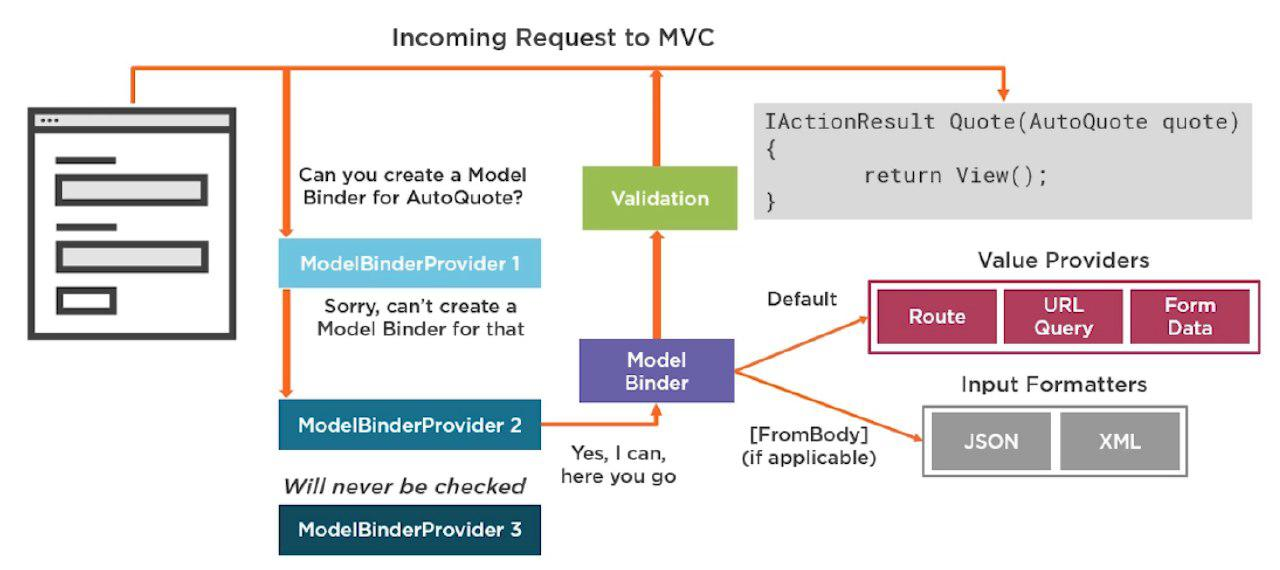 Incoming Request to MVC
IActionResult Quote(AutoQuote quote)
{
return View();
}
Can you create a Model
Binder for AutoQuote?
Validation
ModelBinderProvider 1
Sorry, can't create a
Model Binder for that
Value Providers
Default
Route
URL
Query
Form
Data
Model
Binder
Input Formatters
[FromBody]
(if applicable)
JSON
XML
ModelBinderProvider 2
Yes, I can,
here you go
Will never be checked
ModelBinderProvider 3